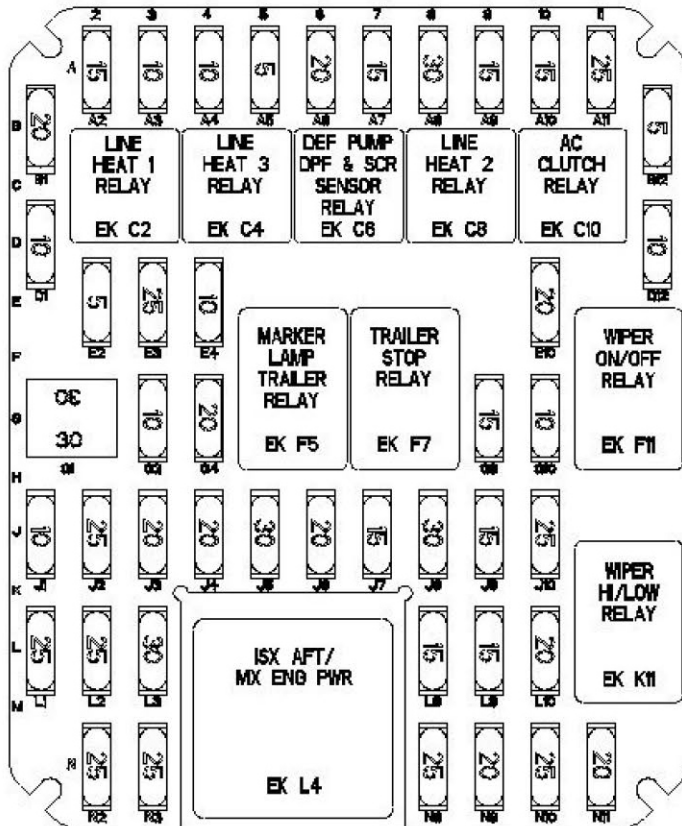 2 3 4 5 6 7 8 9 10 11
A 15 10 10 5 20 15 30 15 15 25
A2 A3 A4 A5 A6 A7 A8 A9 A10 A11
B 20 5
B1 B12
LINE HEAT 1 RELAY EK C2
LINE HEAT 3 RELAY EK C4
DEF PUMP DPF & SCR SENSOR RELAY EK C6
LINE HEAT 2 RELAY EK C8
AC CLUTCH RELAY EK C10
C
D 10 10
D1 D12
E 5 25 10 20
E2 E3 E4 E10
F
MARKER LAMP TRAILER RELAY EK F5
TRAILER STOP RELAY EK F7
WIPER ON/OFF RELAY EK F11
G 30 30 10 20 15 10
G1 G3 G4 G9 G10
H
J 10 25 20 20 30 20 15 30 15 25
J1 J2 J3 J4 J5 J6 J7 J8 J9 J10
K
WIPER HI/LOW RELAY EK K11
L 25 25 30 15 15 20
L1 L2 L3 L8 L9 L10
ISX AFT/ MX ENG PWR EK L4
M
N 25 25 25 20 25 20
N2 N3 N8 N9 N10 N11